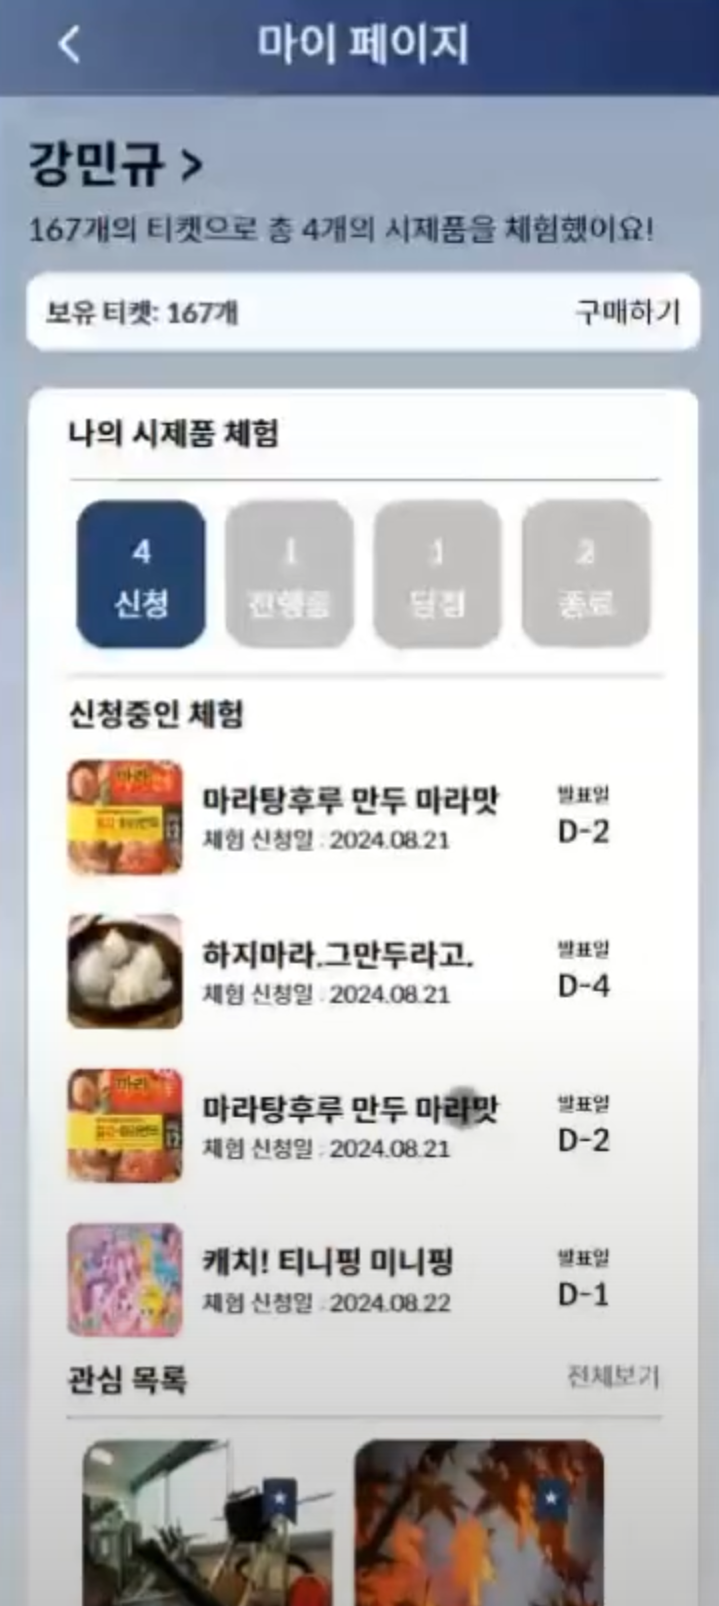 마이 페이지
강민규 >
167개의 티켓으로 총 4개의 시제품을 체험했어요!
보유 티켓: 167개
구매하기
나의 시제품 체험
4
1
1
2
신청
진행중
당첨
종료
신청중인 체험
마라탕후루 만두 마라맛
체험 신청일 : 2024.08.21
발표일
D-2
하지마라.그만두라고.
체험 신청일 : 2024.08.21
발표일
D-4
마라탕후루 만두 마라맛
체험 신청일 : 2024.08.21
발표일
D-2
캐치! 티니핑 미니핑
체험 신청일 : 2024.08.22
발표일
D-1
관심 목록
전체보기